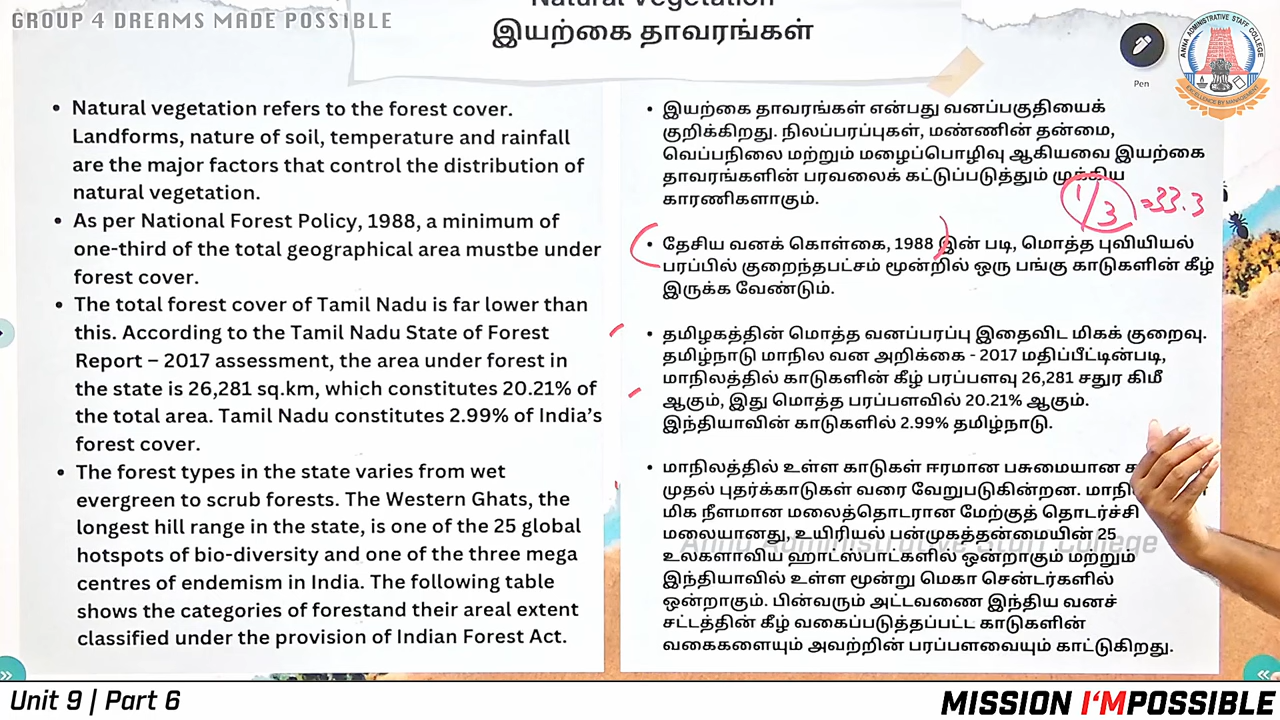 GROUP 4 DREAMS MADE POSSIBLE
Natural Vegetation
இயற்கை தாவரங்கள்
Pen
ANNA ADMINISTRATIVE STAFF COLLEGE
EXCELLENCE BY MANAGEMENT
• Natural vegetation refers to the forest cover.
Landforms, nature of soil, temperature and rainfall
are the major factors that control the distribution of
natural vegetation.
• As per National Forest Policy, 1988, a minimum of
one-third of the total geographical area mustbe under
forest cover.
• The total forest cover of Tamil Nadu is far lower than
this. According to the Tamil Nadu State of Forest
Report – 2017 assessment, the area under forest in
the state is 26,281 sq.km, which constitutes 20.21% of
the total area. Tamil Nadu constitutes 2.99% of India's
forest cover.
• The forest types in the state varies from wet
evergreen to scrub forests. The Western Ghats, the
longest hill range in the state, is one of the 25 global
hotspots of bio-diversity and one of the three mega
centres of endemism in India. The following table
shows the categories of forestand their areal extent
classified under the provision of Indian Forest Act.
• இயற்கை தாவரங்கள் என்பது வனப்பகுதியைக்
குறிக்கிறது. நிலப்பரப்புகள், மண்ணின் தன்மை,
வெப்பநிலை மற்றும் மழைப்பொழிவு ஆகியவை இயற்கை
தாவரங்களின் பரவலைக் கட்டுப்படுத்தும் முக்கிய
காரணிகளாகும்.
1/3 = 33.3
• தேசிய வனக் கொள்கை, 1988 இன் படி, மொத்த புவியியல்
பரப்பில் குறைந்தபட்சம் மூன்றில் ஒரு பங்கு காடுகளின் கீழ்
இருக்க வேண்டும்.
• தமிழகத்தின் மொத்த வனப்பரப்பு இதைவிட மிகக் குறைவு.
தமிழ்நாடு மாநில வன அறிக்கை - 2017 மதிப்பீட்டின்படி,
மாநிலத்தில் காடுகளின் கீழ் பரப்பளவு 26,281 சதுர கிமீ
ஆகும், இது மொத்த பரப்பளவில் 20.21% ஆகும்.
இந்தியாவின் காடுகளில் 2.99% தமிழ்நாடு.
• மாநிலத்தில் உள்ள காடுகள் ஈரமான பசுமையான
முதல் புதர்க்காடுகள் வரை வேறுபடுகின்றன.
மிக நீளமான மலைத்தொடரான மேற்குத் தொடர்ச்சி
மலையானது, உயிரியல் பன்முகத்தன்மையின் 25
Anna Administrative Staff College
உலகளாவிய ஹாட்ஸ்பாட்களில் ஒன்றாகும் மற்றும்
இந்தியாவில் உள்ள மூன்று மெகா சென்டர்களில்
ஒன்றாகும். பின்வரும் அட்டவணை இந்திய வனச்
சட்டத்தின் கீழ் வகைப்படுத்தப்பட்ட காடுகளின்
வகைகளையும் அவற்றின் பரப்பளவையும் காட்டுகிறது.
Unit 9 | Part 6
MISSION I'MPOSSIBLE